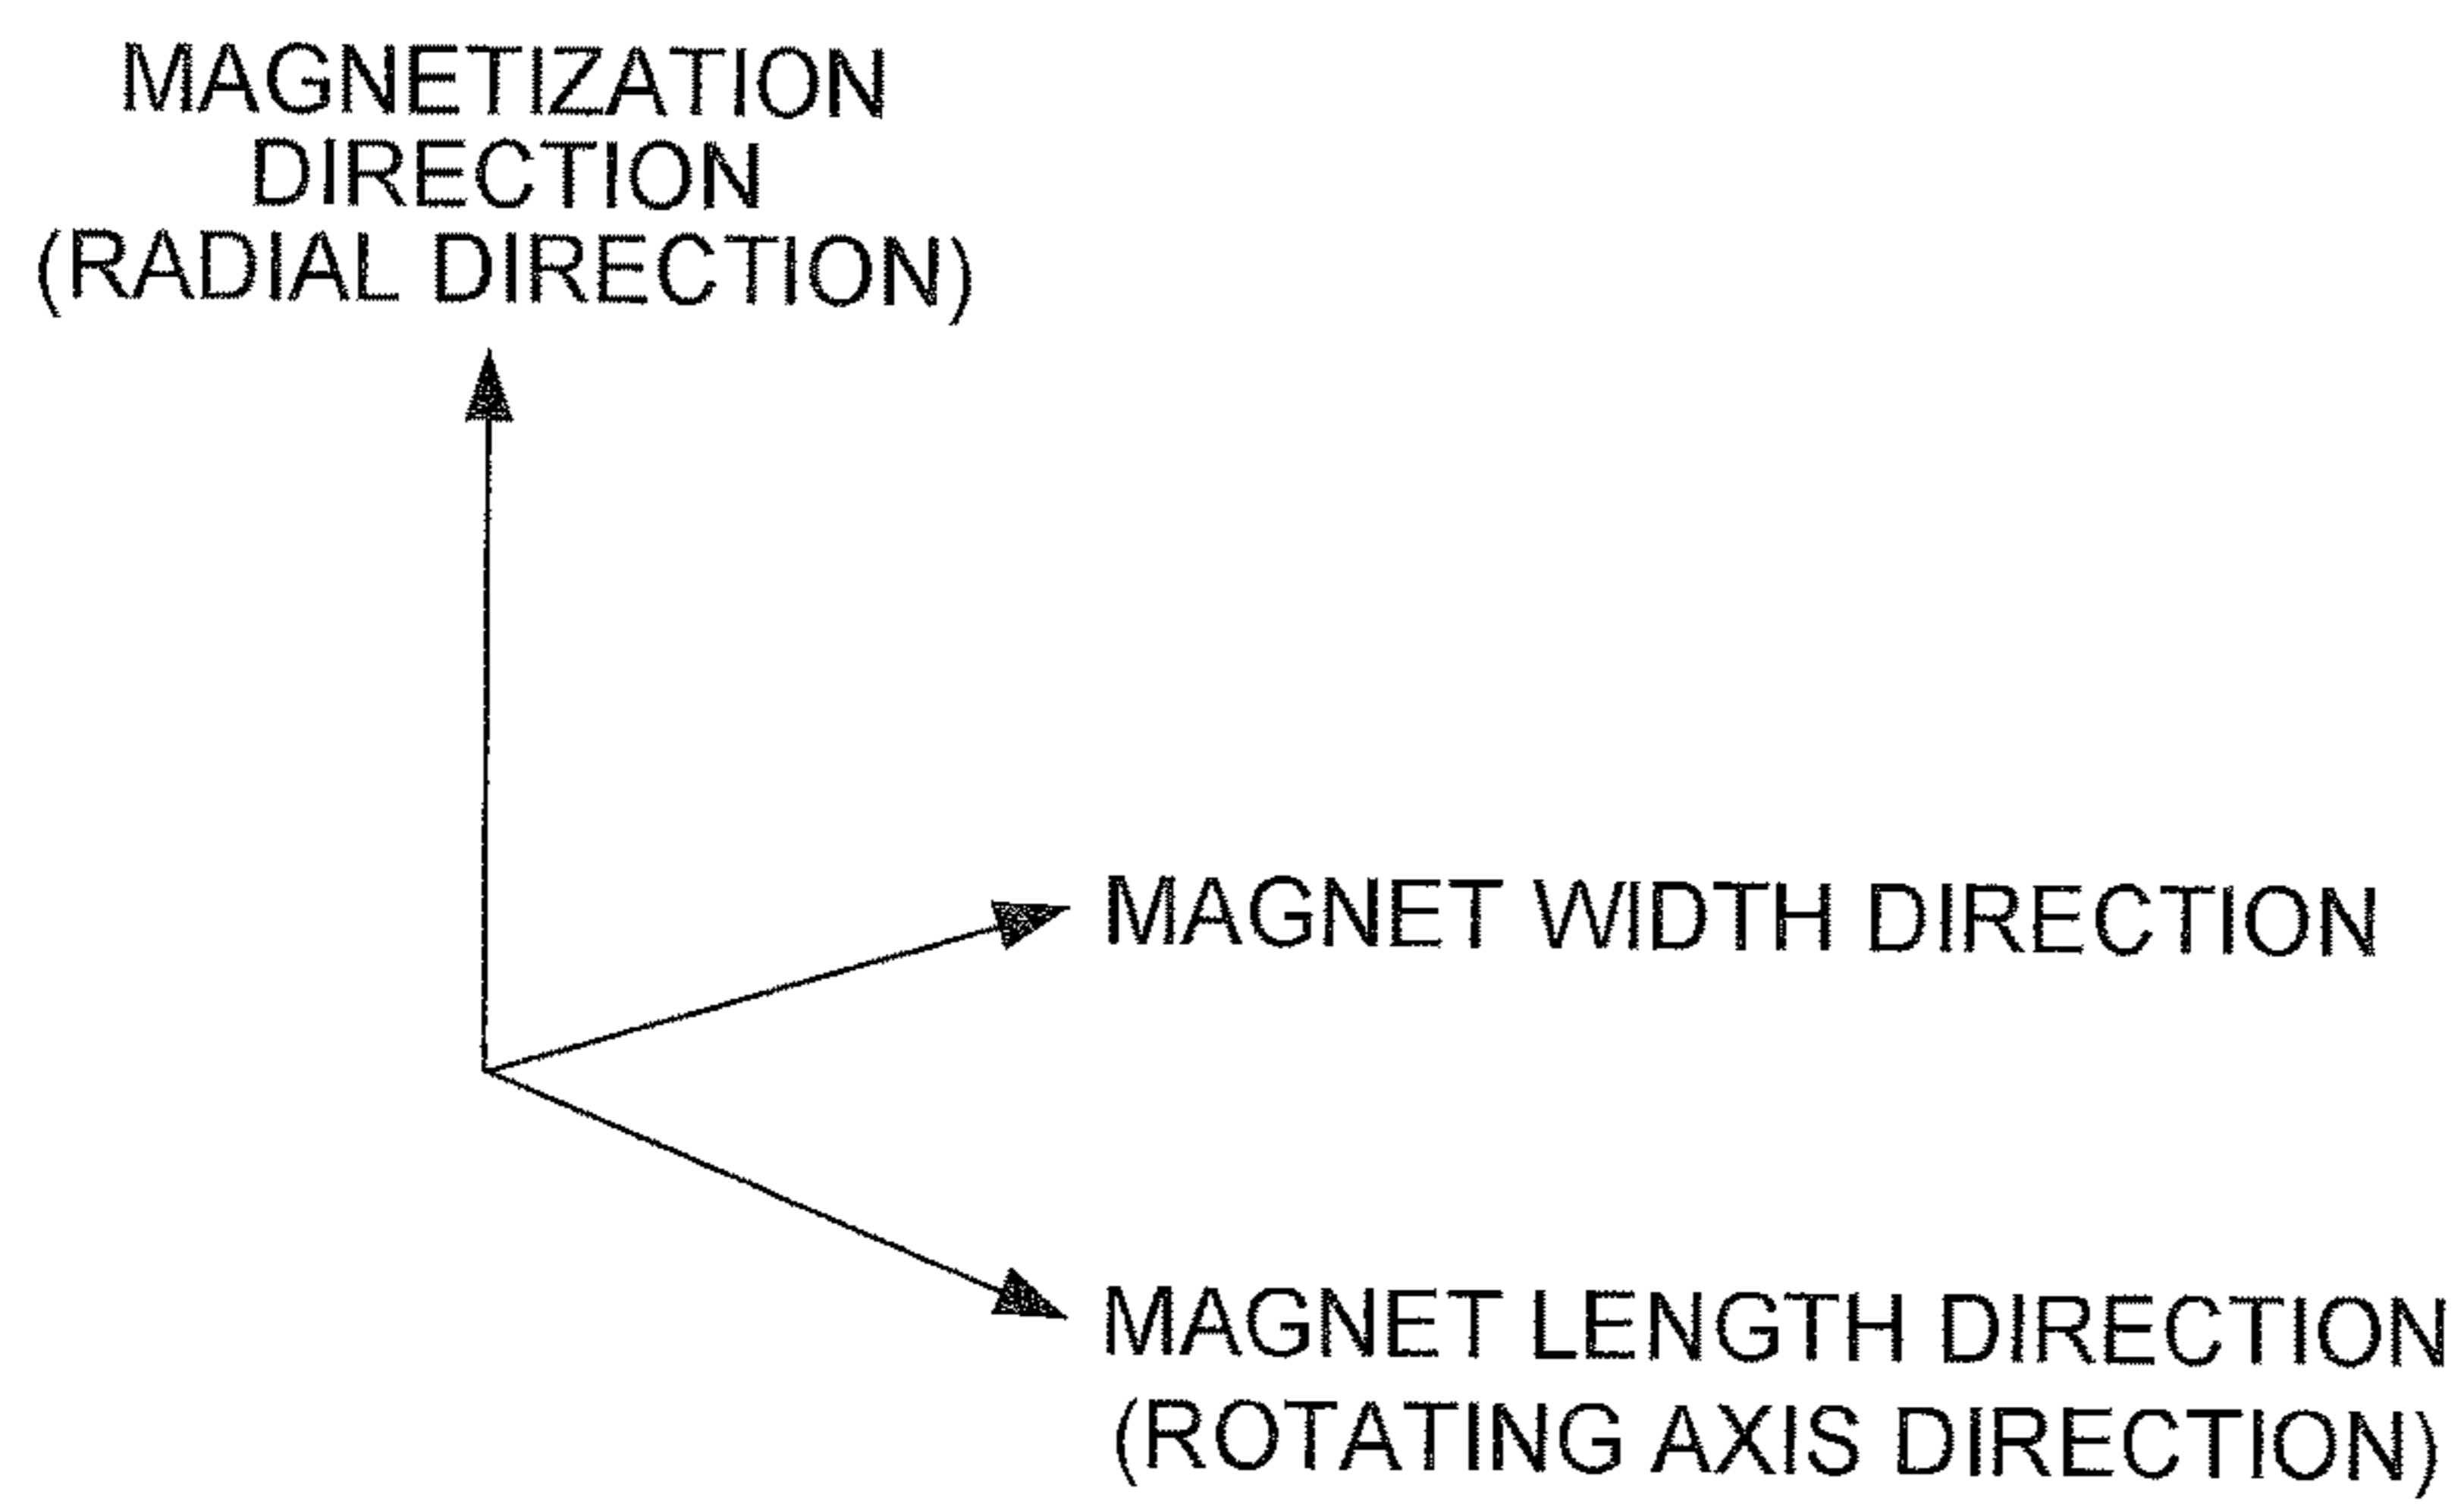 MAGNETIZATION
DIRECTION
(RADIAL DIRECTION)
MAGNET WIDTH DIRECTION
MAGNET LENGTH DIRECTION
(ROTATING AXIS DIRECTION)